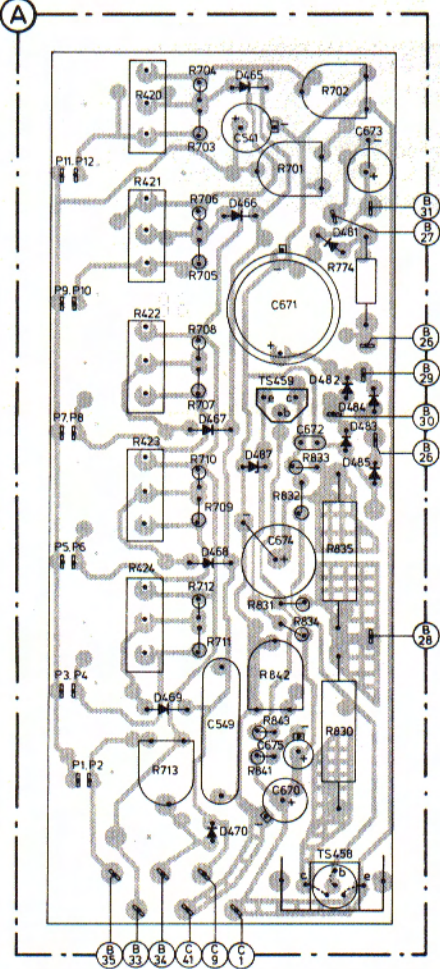 A
R704
D465
R702
R420
C541
C673
R703
P11. P12
R701
R421
R706
D466
B
31
D481
B
27
R705
R774
P9. P10
C671
R422
R708
B
26
TS459
D482
B
29
e c
R707
b
D484
B
30
P7. P8
D467
C672
D483
R423
R710
D487
R833
D485
B
26
R832
R709
C674
R835
P5. P6
D468
R424
R712
R831
R834
B
28
R711
R842
P3. P4
D469
C549
R843
R830
C675
P1. P2
R713
R841
C670
D470
TS458
c b e
B
35
B
33
B
34
C
41
C
9
C
1